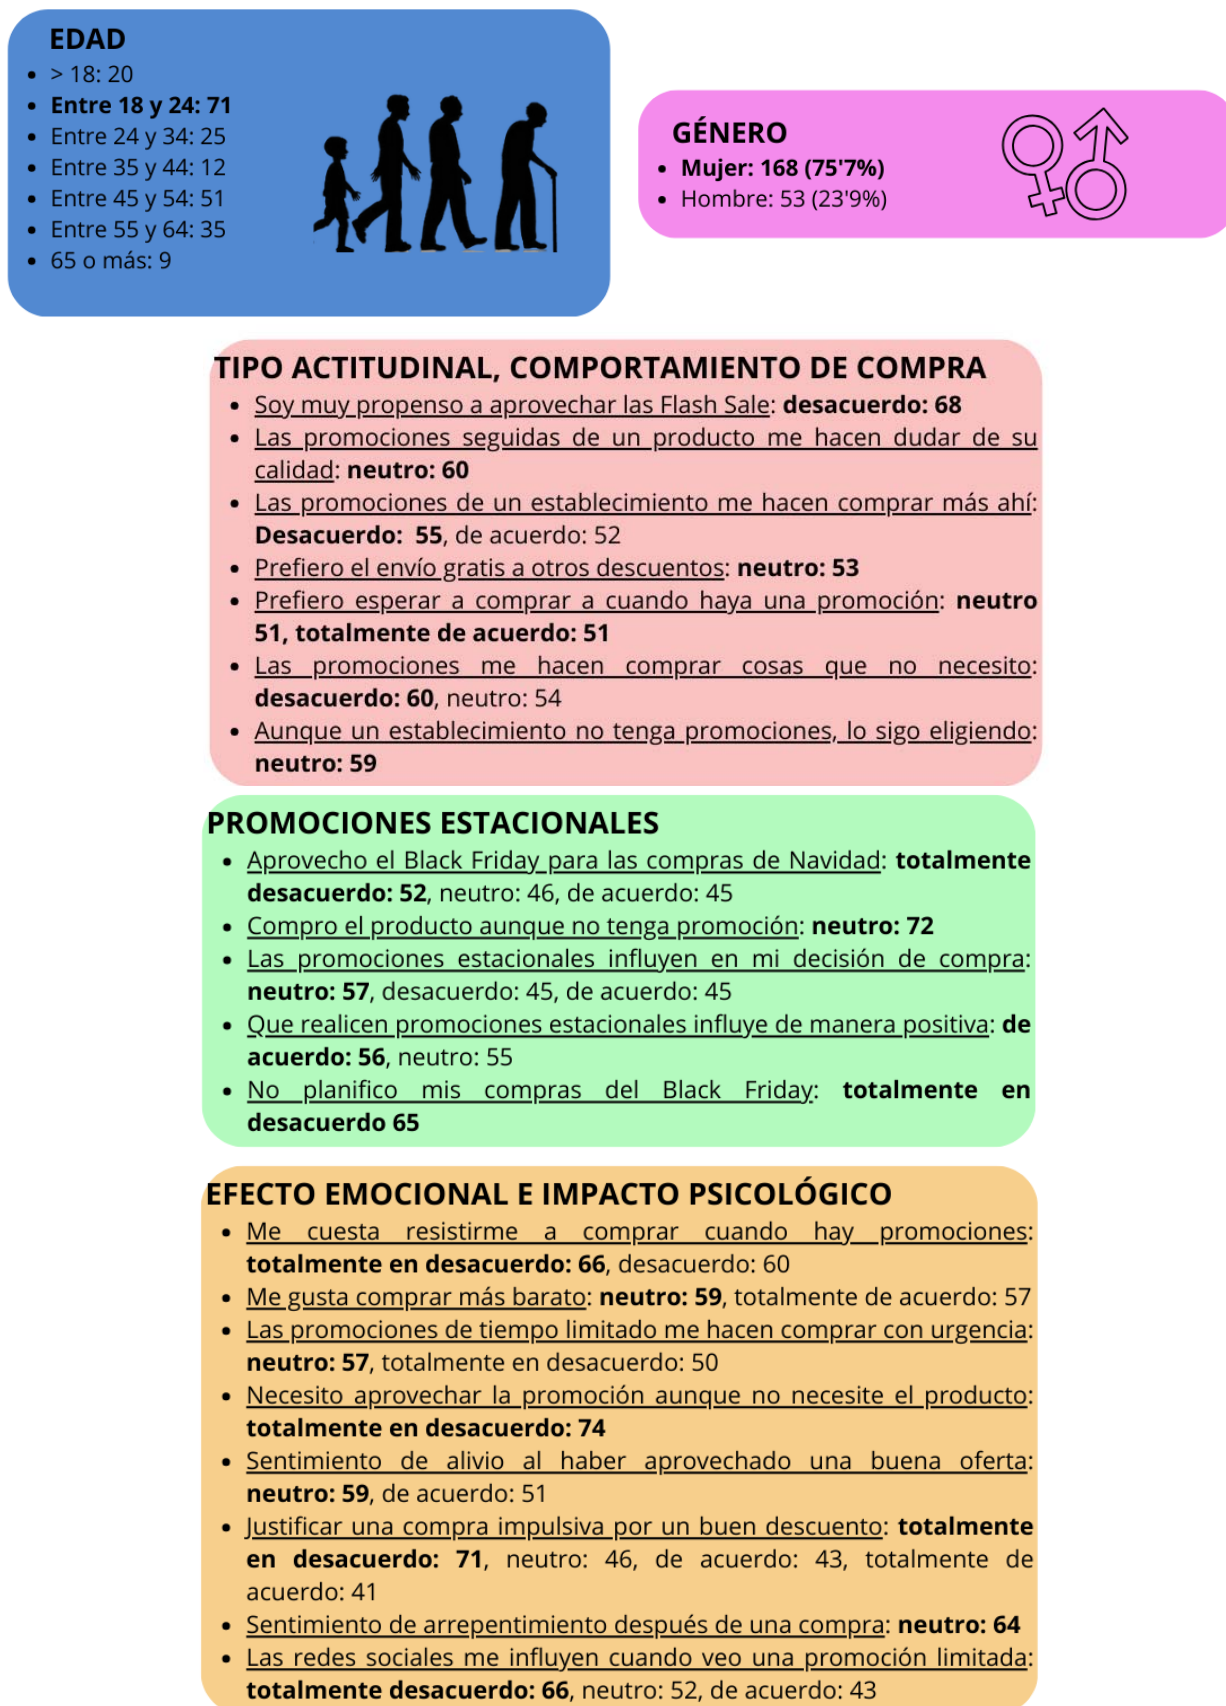 EDAD
• > 18: 20
• Entre 18 y 24: 71
• Entre 24 y 34: 25
• Entre 35 y 44: 12
• Entre 45 y 54: 51
• Entre 55 y 64: 35
• 65 o más: 9
GÉNERO
• Mujer: 168 (75'7%)
• Hombre: 53 (23'9%)
TIPO ACTITUDINAL, COMPORTAMIENTO DE COMPRA
• Soy muy propenso a aprovechar las Flash Sale: desacuerdo: 68
• Las promociones seguidas de un producto me hacen dudar de su
calidad: neutro: 60
• Las promociones de un establecimiento me hacen comprar más ahí:
Desacuerdo: 55, de acuerdo: 52
• Prefiero el envío gratis a otros descuentos: neutro: 53
• Prefiero esperar a comprar a cuando haya una promoción: neutro
51, totalmente de acuerdo: 51
• Las promociones me hacen comprar cosas que no necesito:
desacuerdo: 60, neutro: 54
• Aunque un establecimiento no tenga promociones, lo sigo eligiendo:
neutro: 59
PROMOCIONES ESTACIONALES
• Aprovecho el Black Friday para las compras de Navidad: totalmente
desacuerdo: 52, neutro: 46, de acuerdo: 45
• Compro el producto aunque no tenga promoción: neutro: 72
• Las promociones estacionales influyen en mi decisión de compra:
neutro: 57, desacuerdo: 45, de acuerdo: 45
• Que realicen promociones estacionales influye de manera positiva: de
acuerdo: 56, neutro: 55
• No planifico mis compras del Black Friday: totalmente en
desacuerdo 65
EFECTO EMOCIONAL E IMPACTO PSICOLÓGICO
• Me cuesta resistirme a comprar cuando hay promociones:
totalmente en desacuerdo: 66, desacuerdo: 60
• Me gusta comprar más barato: neutro: 59, totalmente de acuerdo: 57
• Las promociones de tiempo limitado me hacen comprar con urgencia:
neutro: 57, totalmente en desacuerdo: 50
• Necesito aprovechar la promoción aunque no necesite el producto:
totalmente en desacuerdo: 74
• Sentimiento de alivio al haber aprovechado una buena oferta:
neutro: 59, de acuerdo: 51
• Justificar una compra impulsiva por un buen descuento: totalmente
en desacuerdo: 71, neutro: 46, de acuerdo: 43, totalmente de
acuerdo: 41
• Sentimiento de arrepentimiento después de una compra: neutro: 64
• Las redes sociales me influyen cuando veo una promoción limitada:
totalmente desacuerdo: 66, neutro: 52, de acuerdo: 43